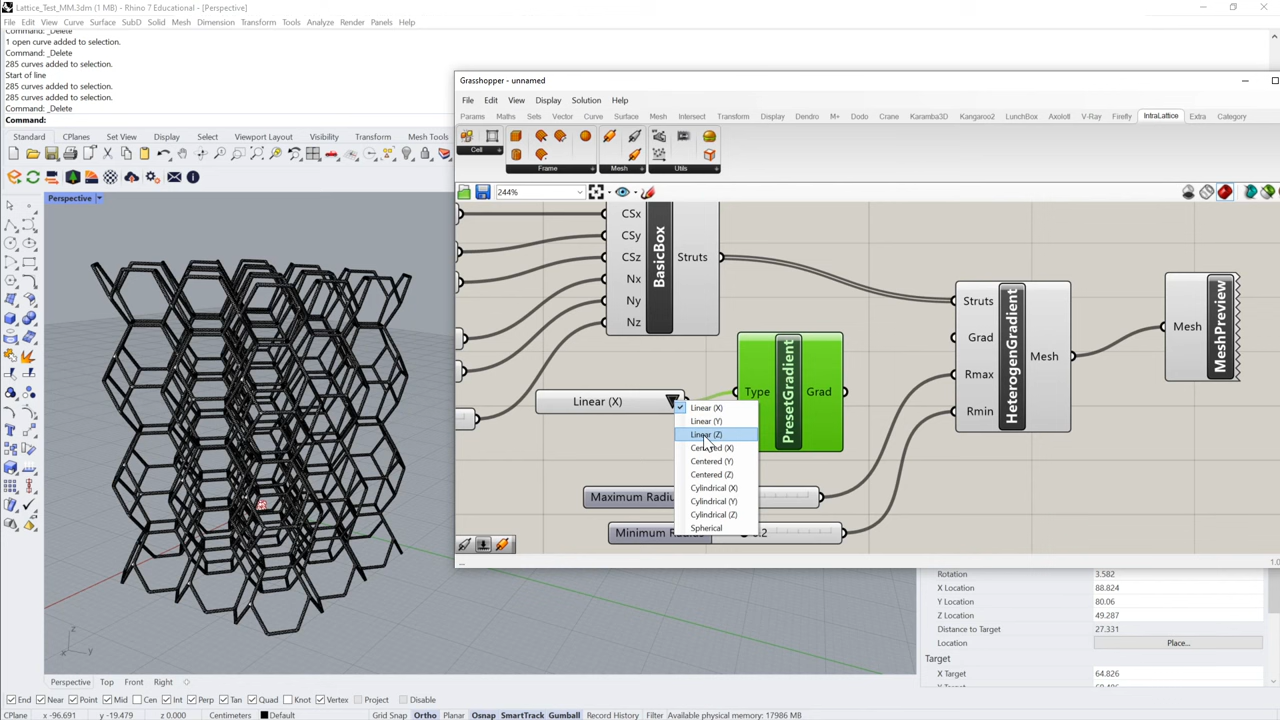 Lattice_Test_MM.3dm (1 MB) - Rhino 7 Educational - [Perspective]
File Edit View Curve Surface SubD Solid Mesh Dimension Transform Tools Analyze Render Panels Help
Command: _Delete
1 open curve added to selection.
Command: _Delete
285 curves added to selection.
Start of line
285 curves added to selection.
285 curves added to selection.
Command: _Delete
Command:
Standard CPlanes Set View Display Select Viewport Layout Visibility Transform Mesh Tools
Perspective
Grasshopper - unnamed
File Edit View Display Solution Help
Params Maths Sets Vector Curve Surface Mesh Intersect Transform Display Dendro M+ Dodo Crane Karamba3D Kangaroo2 LunchBox Axolotl V-Ray Firefly IntraLattice Extra Category
Cell Frame Mesh Utils
244%
CSx
CSy
CSz
Nx
Ny
Nz
BasicBox
Struts
Linear (X)
Type
PresetGradient
Grad
Linear (X)
Linear (Y)
Linear (Z)
Centered (X)
Centered (Y)
Centered (Z)
Cylindrical (X)
Cylindrical (Y)
Cylindrical (Z)
Spherical
Struts
Grad
Rmax
Rmin
HeterogenGradient
Mesh
Mesh
MeshPreview
...
1.0
z
x y
Rotation 3.582
X Location 88.824
Y Location 80.06
Z Location 49.287
Distance to Target 27.331
Location Place...
Target
X Target 64.826
Perspective Top Front Right
End Near Point Mid Cen Int Perp Tan Quad Knot Vertex Project Disable
CPlane x -96.691 y -19.479 z 0.000 Centimeters Default Grid Snap Ortho Planar Osnap SmartTrack Gumball Record History Filter Available physical memory: 17986 MB